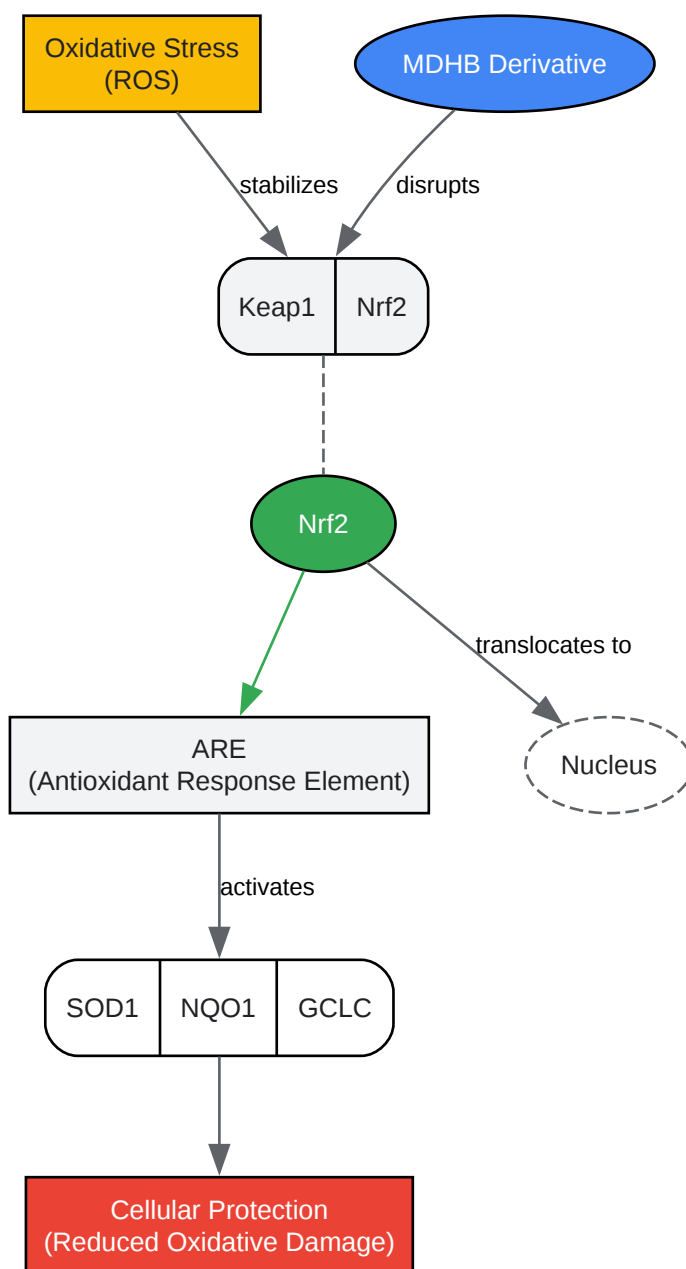 Oxidative Stress
(ROS)
MDHB Derivative
stabilizes
disrupts
Keap1
Nrf2
Nrf2
translocates to
ARE
(Antioxidant Response Element)
Nucleus
activates
SOD1
NQO1
GCLC
Cellular Protection
(Reduced Oxidative Damage)